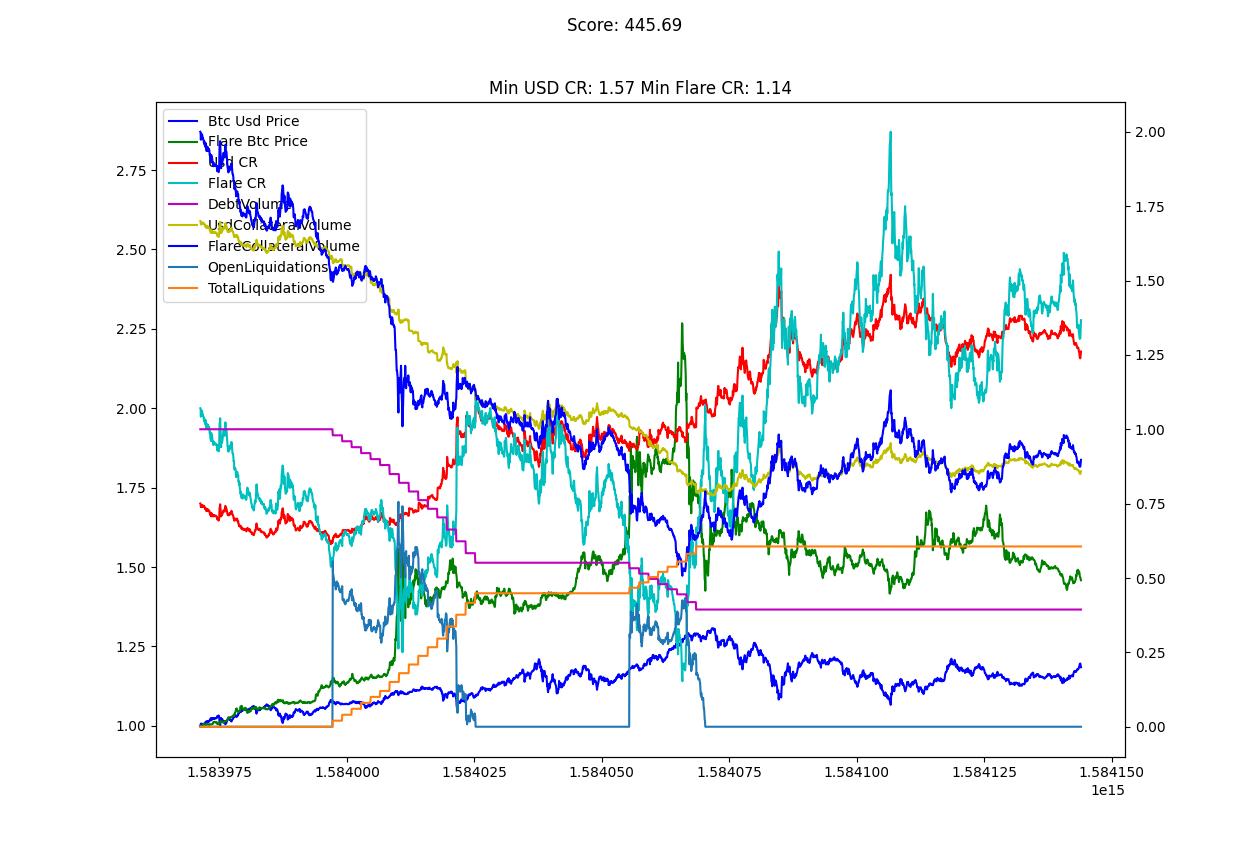 Score: 445.69
Min USD CR: 1.57 Min Flare CR: 1.14
Btc Usd Price
Flare Btc Price
Usd CR
Flare CR
DebtVolume
UsdCollateralVolume
FlareCollateralVolume
OpenLiquidations
TotalLiquidations
2.75
2.50
2.25
2.00
1.75
1.50
1.25
1.00
2.00
1.75
1.50
1.25
1.00
0.75
0.50
0.25
0.00
1.583975
1.584000
1.584025
1.584050
1.584075
1.584100
1.584125
1.584150
1e15